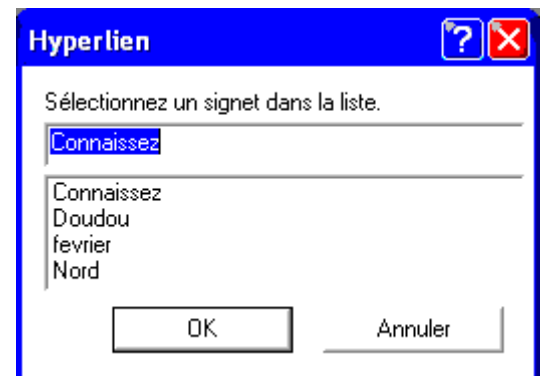 Hyperlien
Sélectionnez un signet dans la liste.
Connaissez
Connaissez
Doudou
fevrier
Nord
OK Annuler